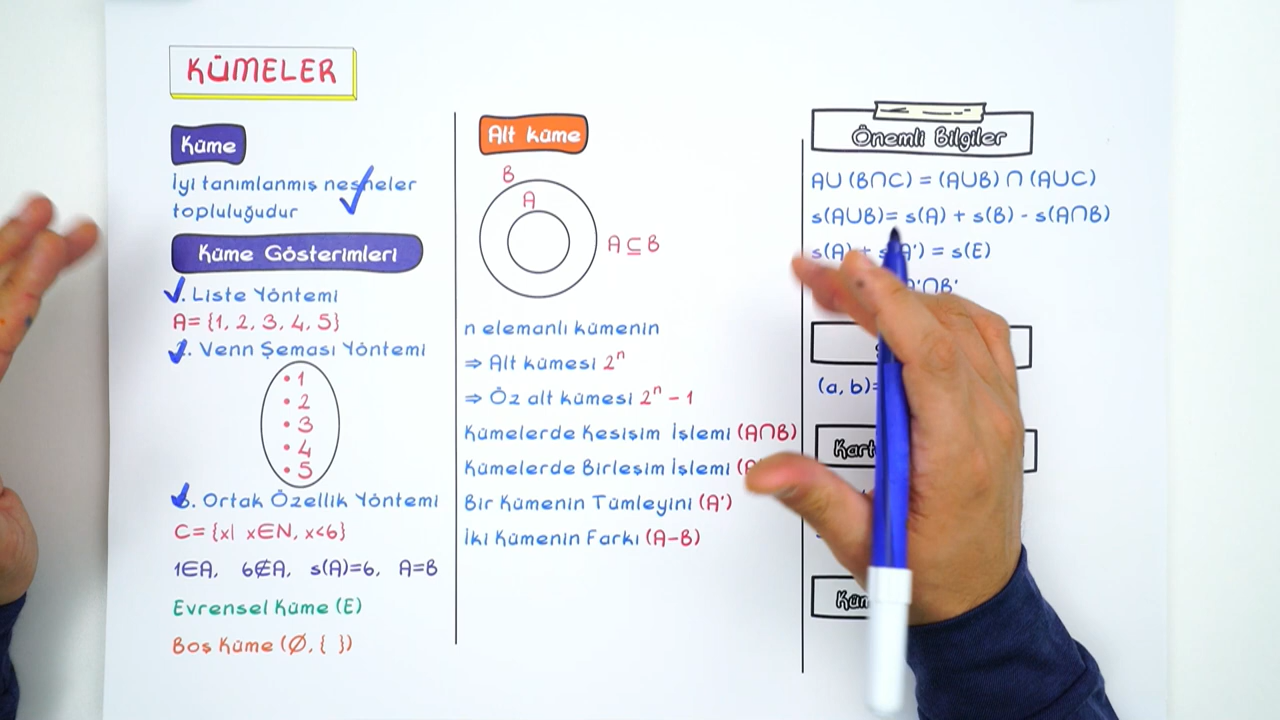 KÜMELER
Küme
İyi tanımlanmış nesneler
topluluğudur
Küme Gösterimleri
. Liste Yöntemi
A= {1, 2, 3, 4, 5}
. Venn Şeması Yöntemi
• 1
• 2
• 3
• 4
• 5
. Ortak Özellik Yöntemi
C= {x| x∈N, x<6}
1∈A, 6∉A, s(A)=6, A=B
Evrensel Küme (E)
Boş Küme (∅, { })
Alt küme
B
A
A ⊆ B
n elemanlı kümenin
⇒ Alt kümesi 2ⁿ
⇒ Öz alt kümesi 2ⁿ - 1
Kümelerde Kesişim İşlemi (A∩B)
Kümelerde Birleşim İşlemi
Bir Kümenin Tümleyini (A')
İki Kümenin Farkı (A-B)
Önemli Bilgiler
A∪ (B∩C) = (A∪B) ∩ (A∪C)
s(A∪B)= s(A) + s(B) - s(A∩B)
s(A) + s(A') = s(E)
'∩B'
(a, b)=